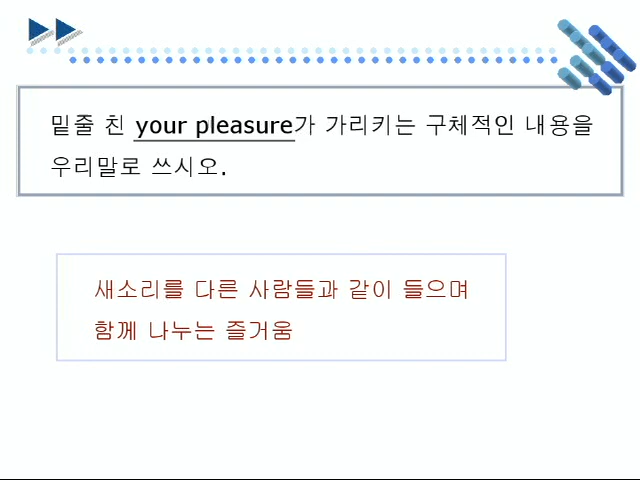 밑줄 친 your pleasure가 가리키는 구체적인 내용을
우리말로 쓰시오.
새소리를 다른 사람들과 같이 들으며
함께 나누는 즐거움